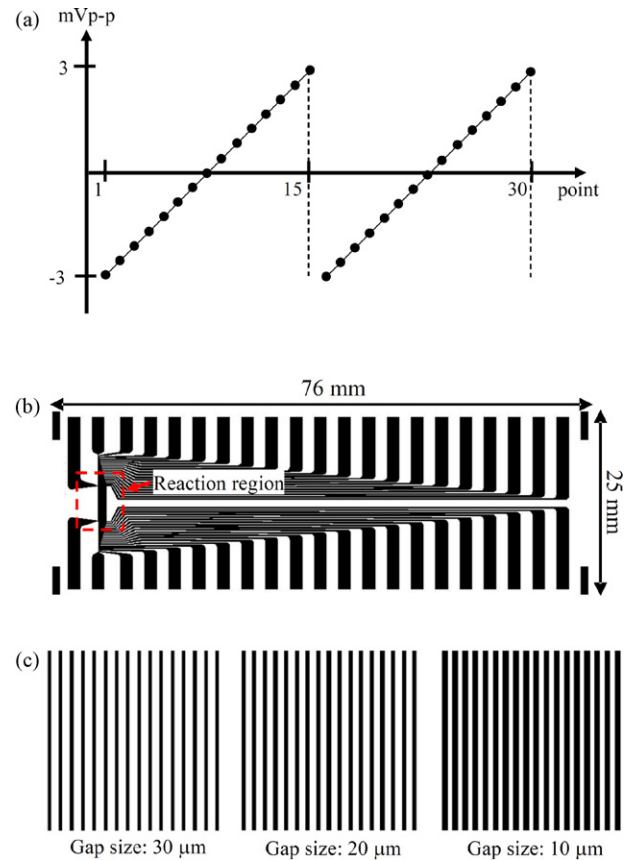 (a)
mVp-p
3
1
15
30
point
-3
(b)
76 mm
Reaction region
25 mm
(c)
Gap size: 30 μm
Gap size: 20 μm
Gap size: 10 μm